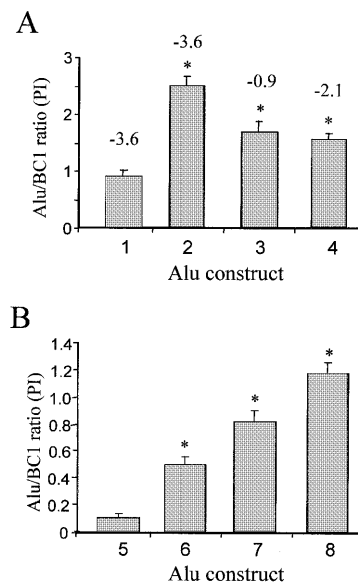 A
-3.6
*
-3.6
-0.9
*
-2.1
*
Alu/BC1 ratio (PI)
3
2
1
0
1 2 3 4
Alu construct
B
Alu/BC1 ratio (PI)
1.4
1.2
1.0
0.8
0.6
0.4
0.2
0
*
*
*
5 6 7 8
Alu construct